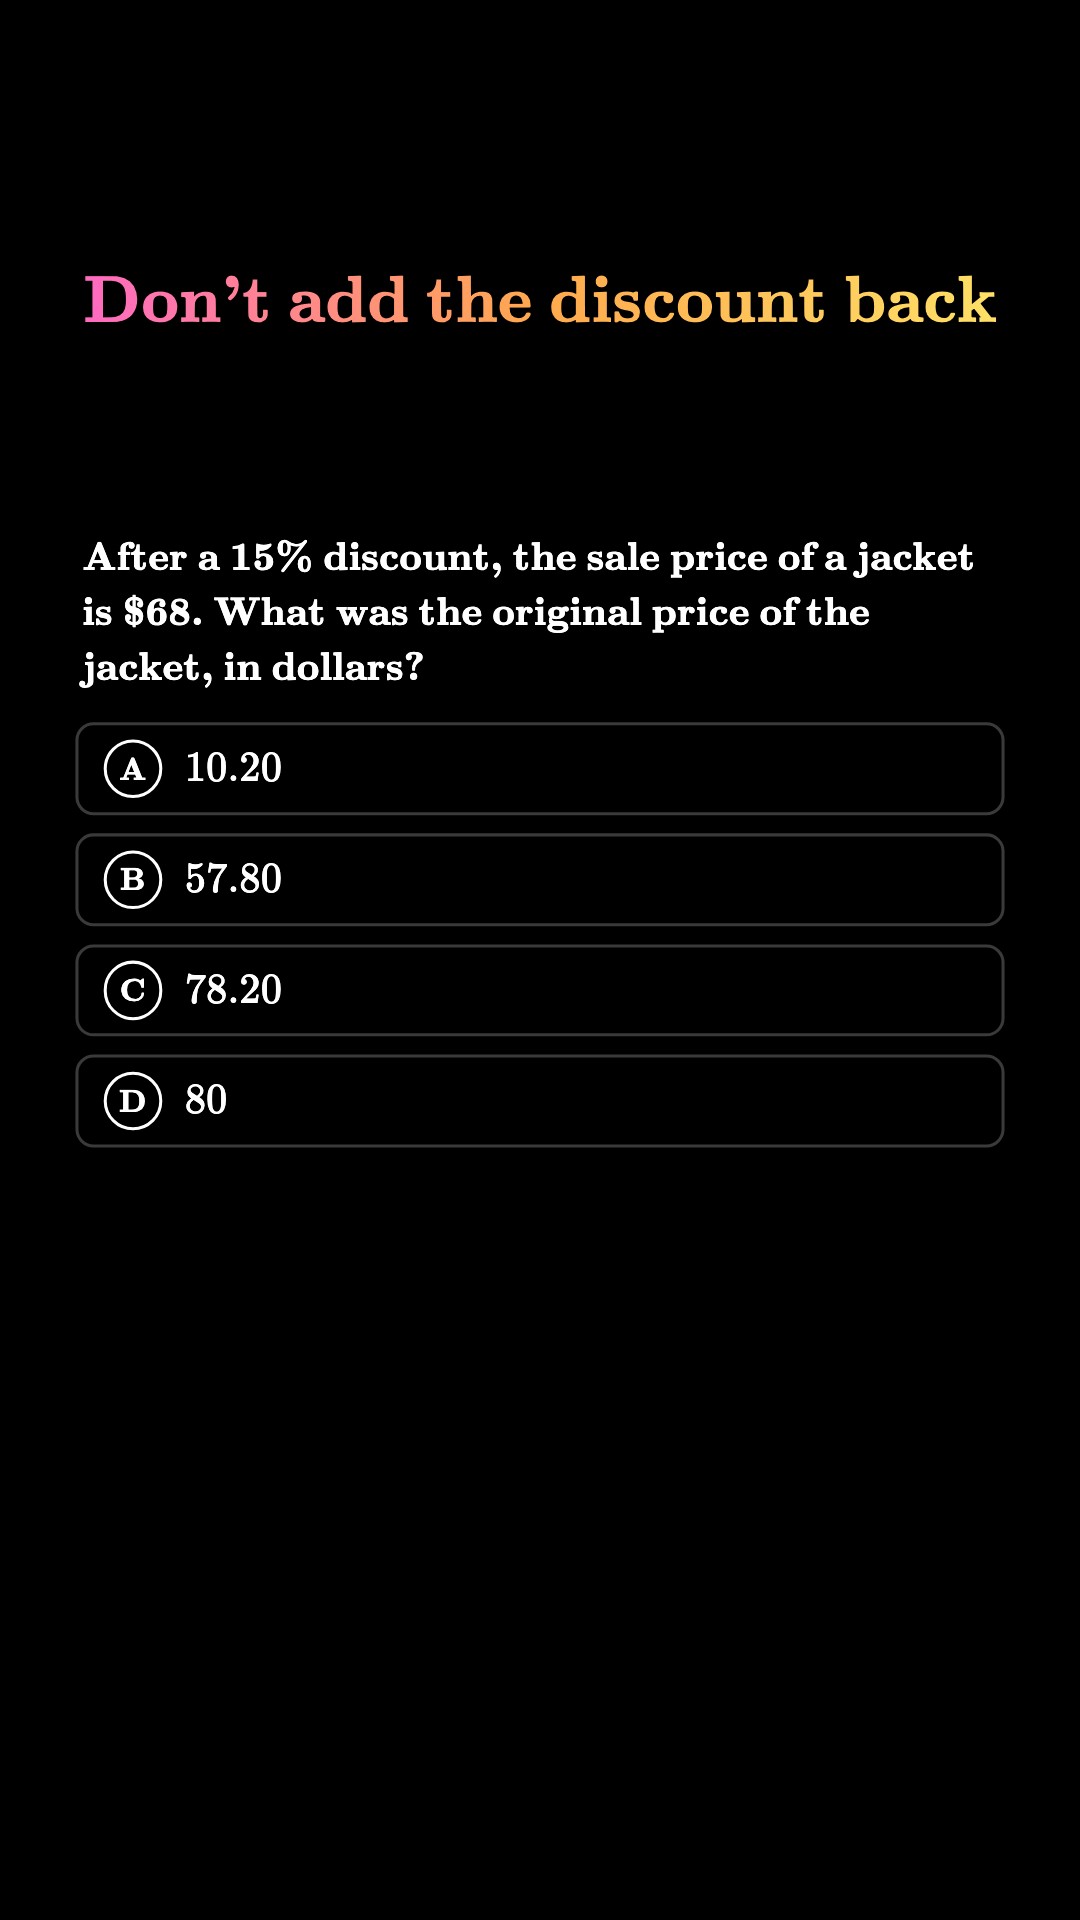 Don’t add the discount back
After a 15% discount, the sale price of a jacket
is $68. What was the original price of the
jacket, in dollars?
A 10.20
B 57.80
C 78.20
D 80